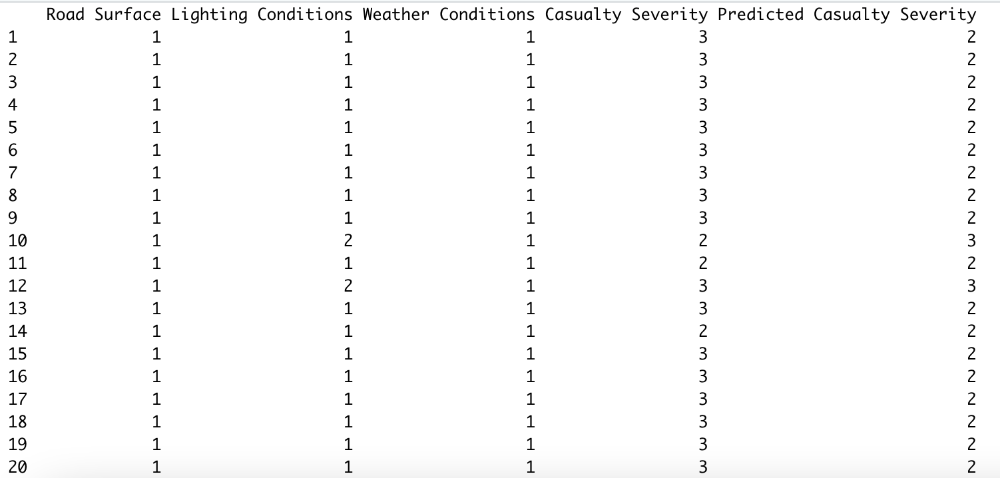 Road Surface Lighting Conditions Weather Conditions Casualty Severity Predicted Casualty Severity
1 1 1 1 3 2
2 1 1 1 3 2
3 1 1 1 3 2
4 1 1 1 3 2
5 1 1 1 3 2
6 1 1 1 3 2
7 1 1 1 3 2
8 1 1 1 3 2
9 1 1 1 3 2
10 1 2 1 2 3
11 1 1 1 2 2
12 1 2 1 3 3
13 1 1 1 3 2
14 1 1 1 2 2
15 1 1 1 3 2
16 1 1 1 3 2
17 1 1 1 3 2
18 1 1 1 3 2
19 1 1 1 3 2
20 1 1 1 3 2